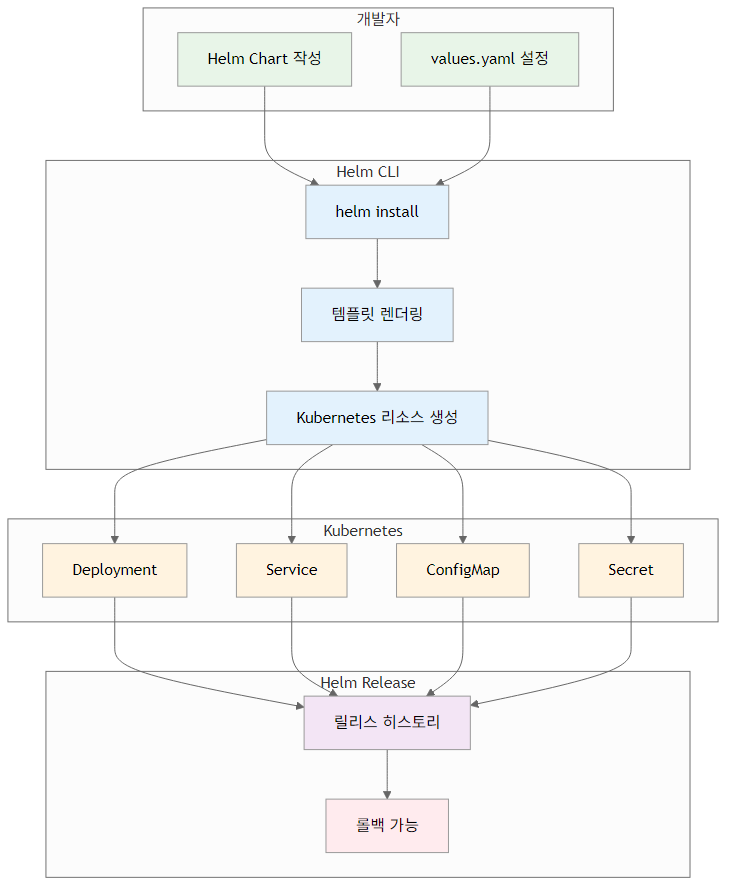 개발자
Helm Chart 작성
values.yaml 설정
Helm CLI
helm install
템플릿 렌더링
Kubernetes 리소스 생성
Kubernetes
Deployment
Service
ConfigMap
Secret
Helm Release
릴리스 히스토리
롤백 가능